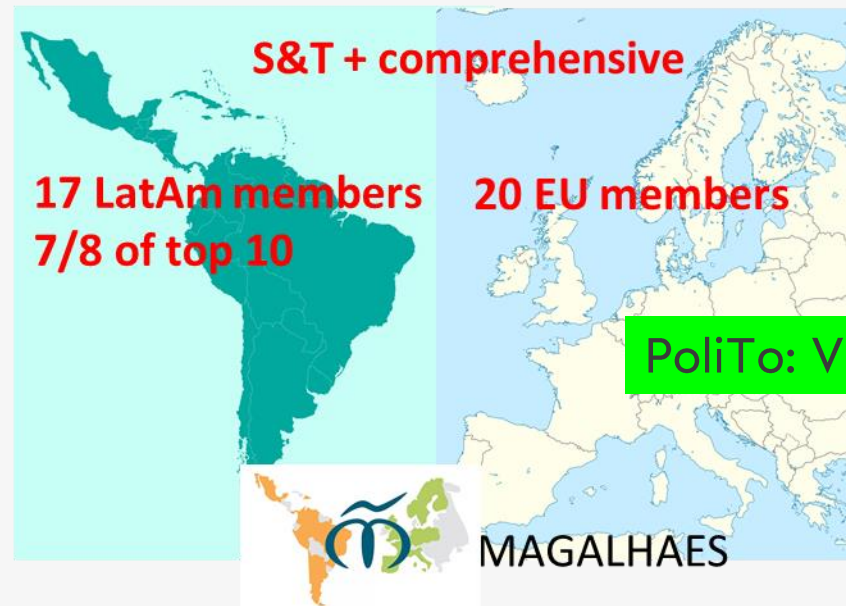 S&T + comprehensive
17 LatAm members
7/8 of top 10
20 EU members
PoliTo: V
MAGALHAES